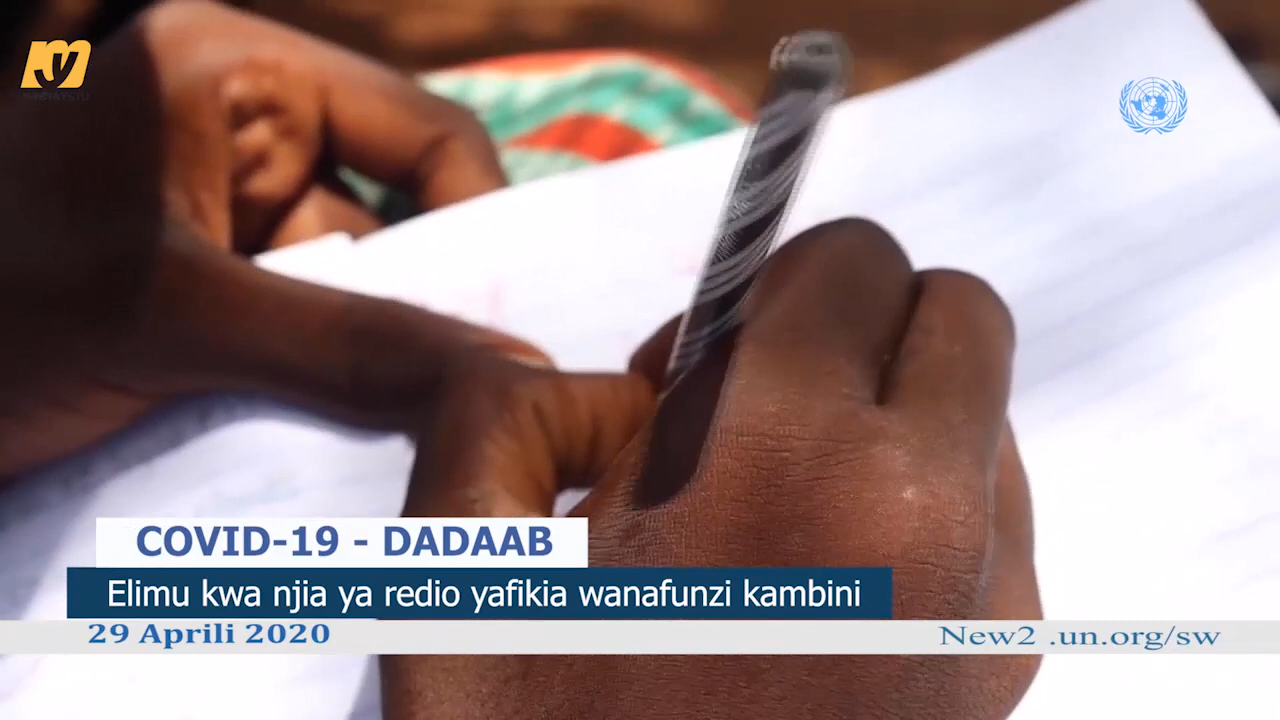 COVID-19 - DADAAB
Elimu kwa njia ya redio yafikia wanafunzi kambini
29 Aprili 2020
New2 .un.org/sw